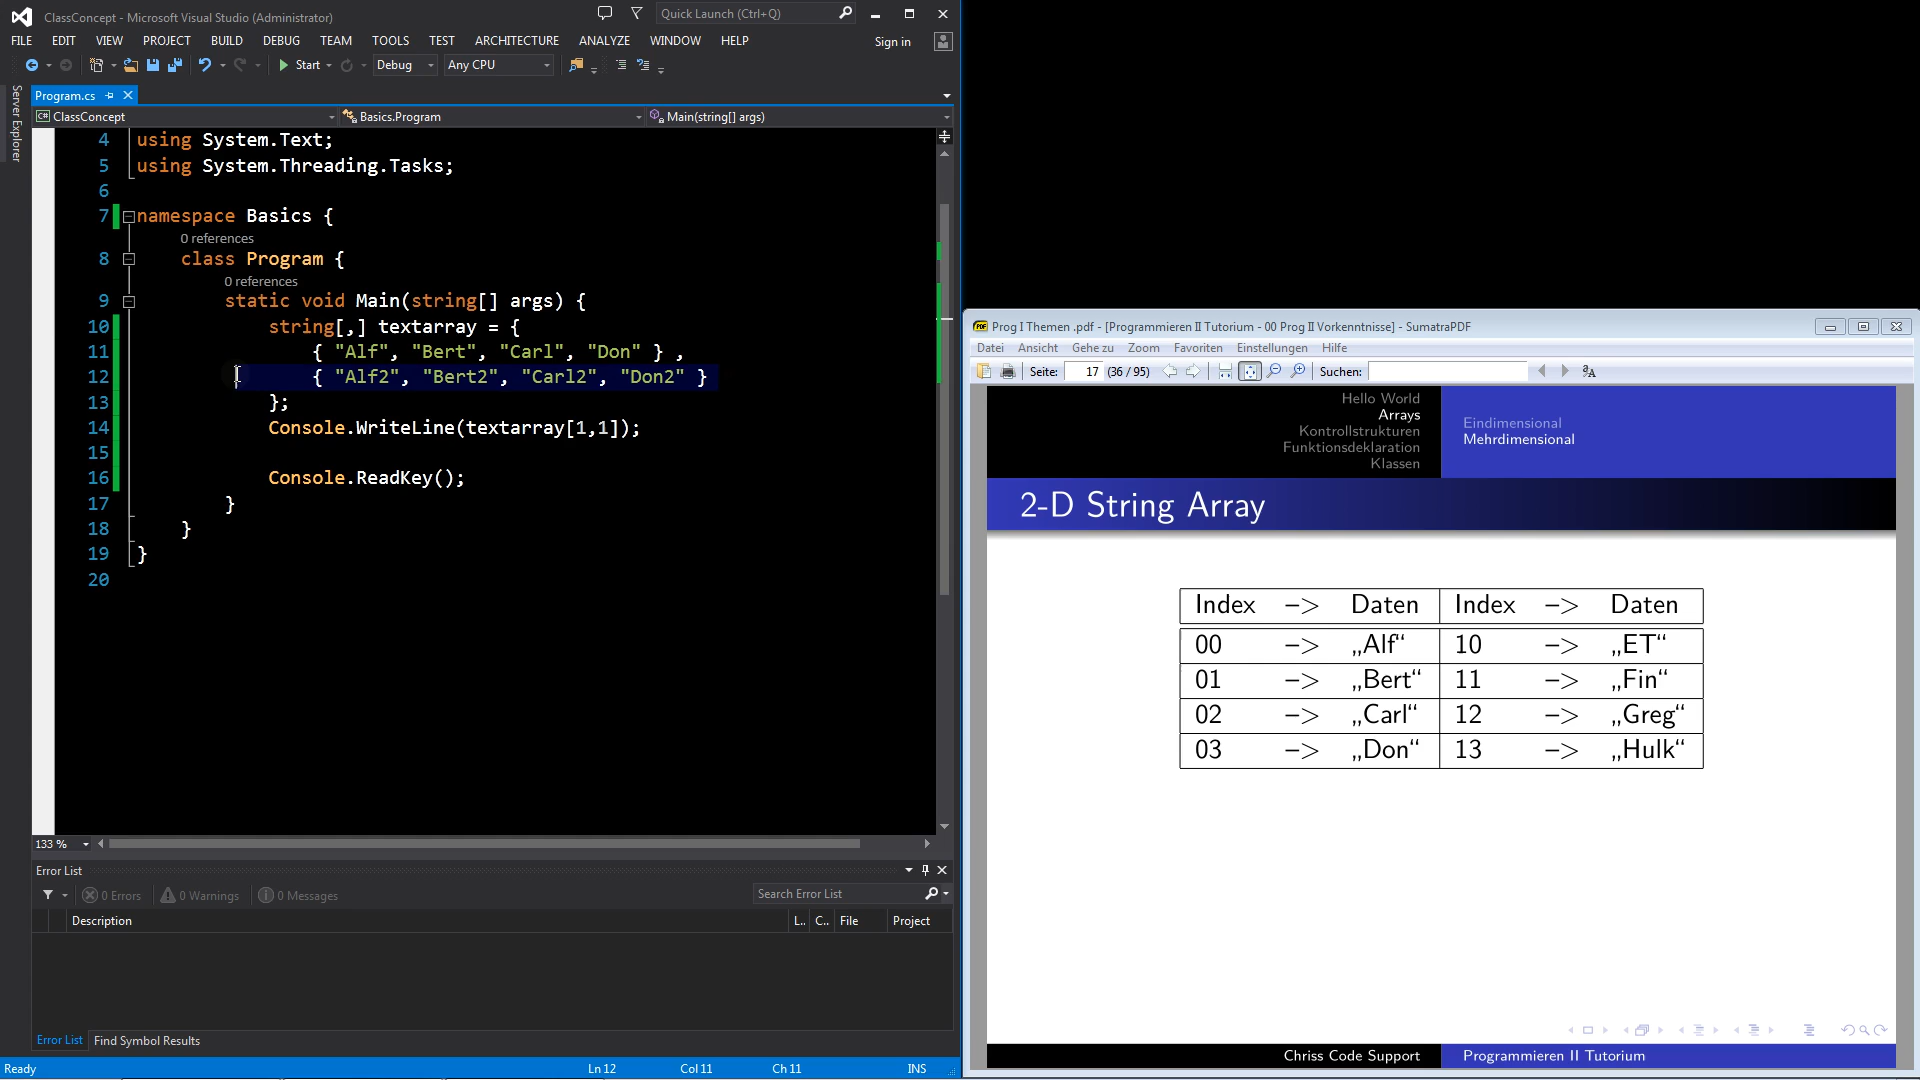 ClassConcept - Microsoft Visual Studio (Administrator)
Quick Launch (Ctrl+Q)
FILE EDIT VIEW PROJECT BUILD DEBUG TEAM TOOLS TEST ARCHITECTURE ANALYZE WINDOW HELP
Sign in
Start Debug Any CPU
Server Explorer
Program.cs
ClassConcept Basics.Program Main(string[] args)
4 using System.Text;
5 using System.Threading.Tasks;
6
7 namespace Basics {
0 references
8 class Program {
0 references
9 static void Main(string[] args) {
10 string[,] textarray = {
11 { "Alf", "Bert", "Carl", "Don" } ,
12 { "Alf2", "Bert2", "Carl2", "Don2" }
13 };
14 Console.WriteLine(textarray[1,1]);
15
16 Console.ReadKey();
17 }
18 }
19 }
20
133 %
Error List
0 Errors 0 Warnings 0 Messages
Search Error List
Description L.. C.. File Project
Error List Find Symbol Results
Ready Ln 12 Col 11 Ch 11 INS
Prog I Themen .pdf - [Programmieren II Tutorium - 00 Prog II Vorkenntnisse] - SumatraPDF
Datei Ansicht Gehe zu Zoom Favoriten Einstellungen Hilfe
Seite: 17 (36 / 95) Suchen:
Hello World
Arrays
Kontrollstrukturen
Funktionsdeklaration
Klassen
Eindimensional
Mehrdimensional
2-D String Array
Index –> Daten Index –> Daten
00 –> „Alf“ 10 –> „ET“
01 –> „Bert“ 11 –> „Fin“
02 –> „Carl“ 12 –> „Greg“
03 –> „Don“ 13 –> „Hulk“
Chriss Code Support Programmieren II Tutorium